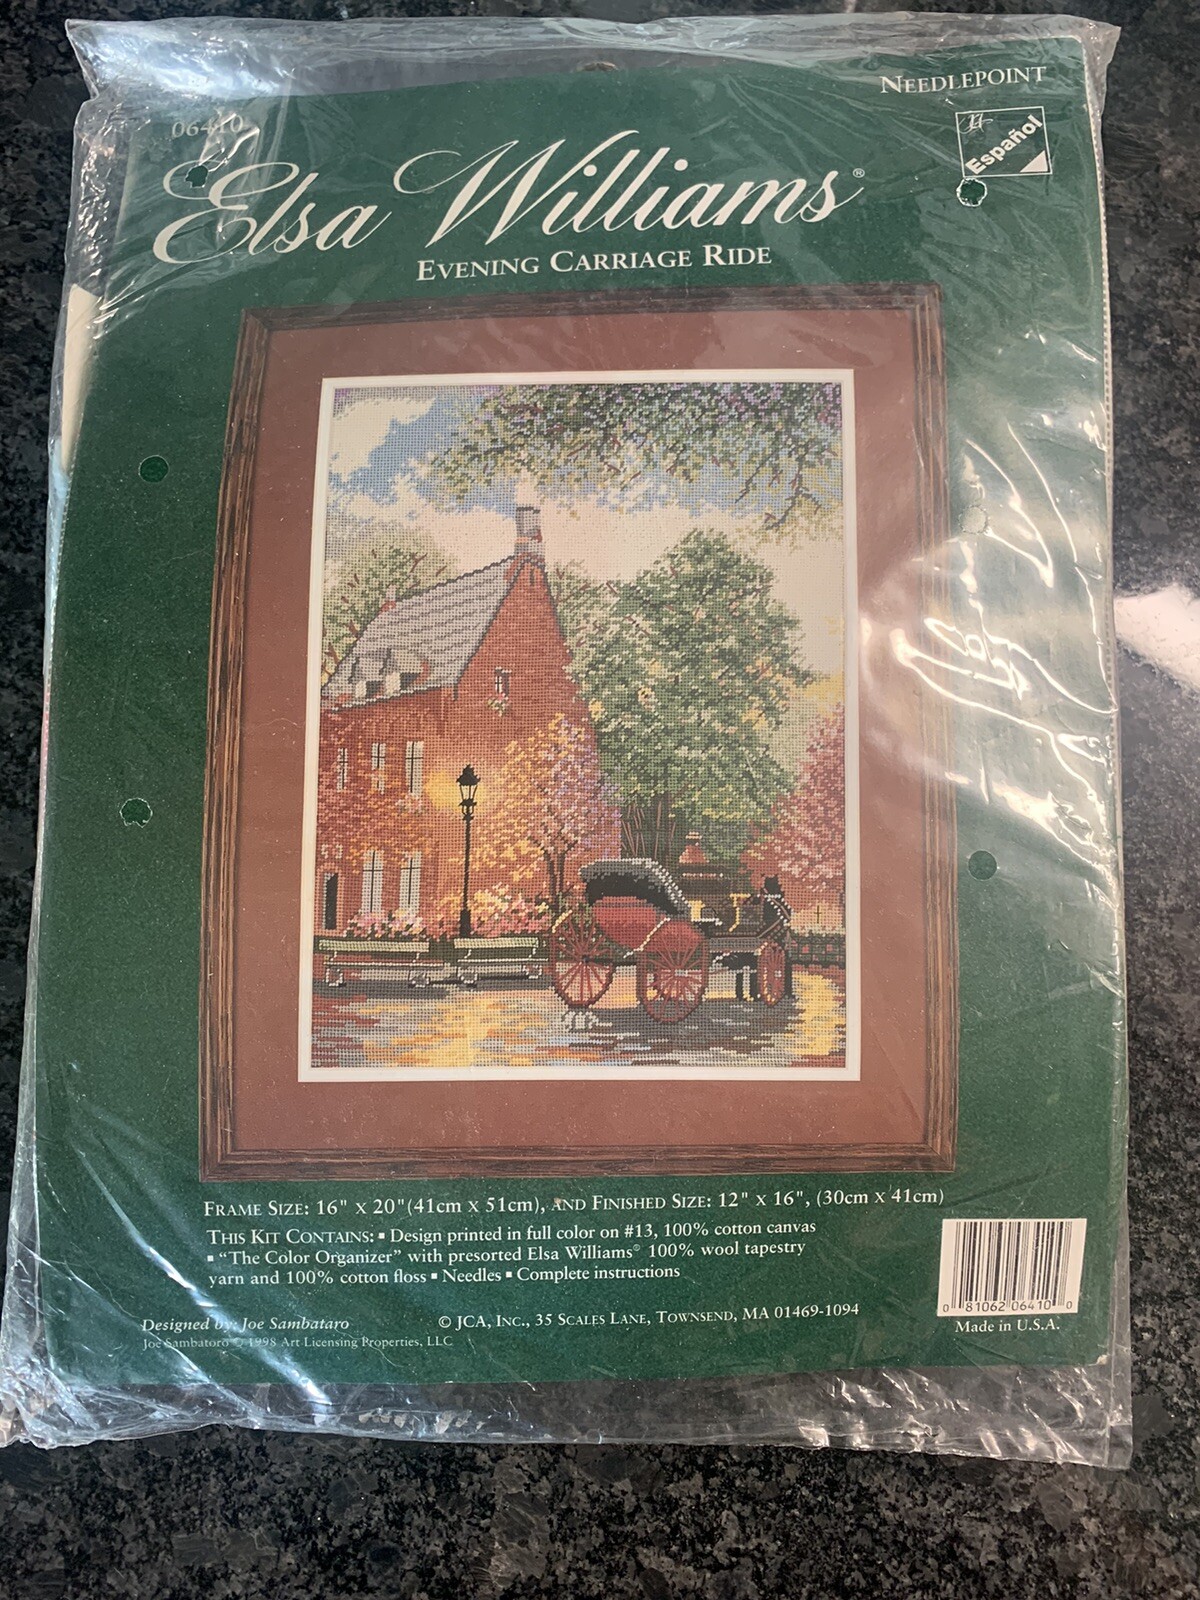 NEEDLEPOINT
06410
Español
Elsa Williams®
EVENING CARRIAGE RIDE
FRAME SIZE: 16" x 20"(41cm x 51cm), AND FINISHED SIZE: 12" x 16", (30cm x 41cm)
THIS KIT CONTAINS: ▪ Design printed in full color on #13, 100% cotton canvas
▪ "The Color Organizer" with presorted Elsa Williams® 100% wool tapestry
yarn and 100% cotton floss ▪ Needles ▪ Complete instructions
Designed by: Joe Sambataro
© JCA, INC., 35 SCALES LANE, TOWNSEND, MA 01469-1094
Joe Sambataro © 1998 Art Licensing Properties, LLC
0 81062 06410 0
Made in U.S.A.